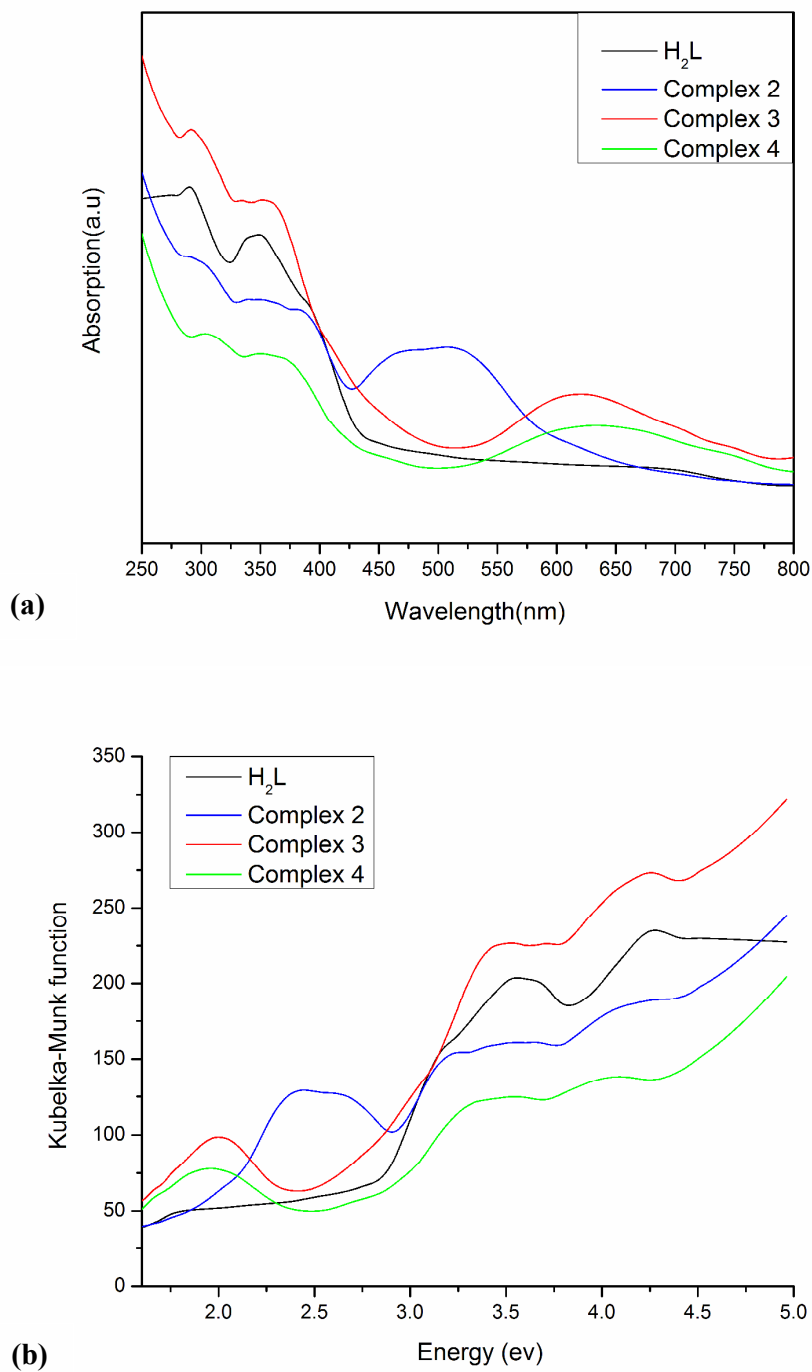 H₂L
Complex 2
Complex 3
Complex 4
Absorption(a.u)
250 300 350 400 450 500 550 600 650 700 750 800
Wavelength(nm)
(a)
350
300
250
200
150
100
50
0
H₂L
Complex 2
Complex 3
Complex 4
Kubelka-Munk function
2.0 2.5 3.0 3.5 4.0 4.5 5.0
Energy (ev)
(b)